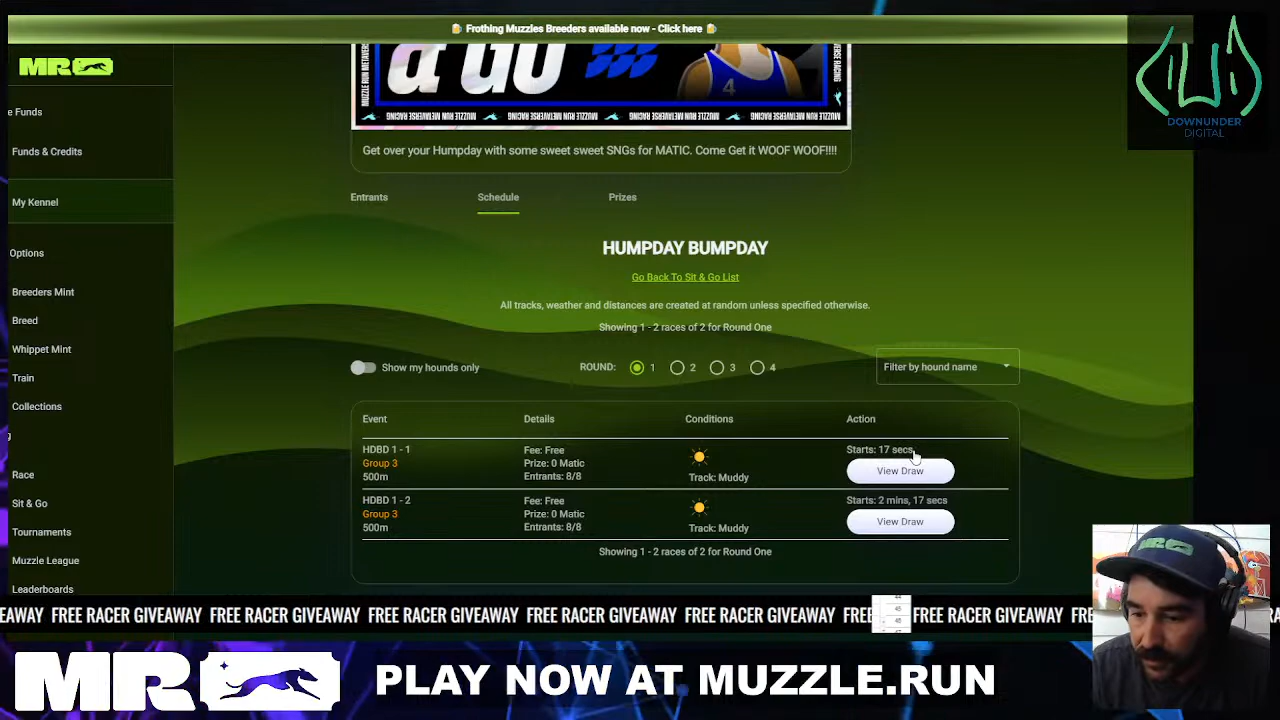 🍺 Frothing Muzzles Breeders available now - Click here 🍺
MR
DOWNUNDER
DIGITAL
e Funds
Funds & Credits
My Kennel
Options
Breeders Mint
Breed
Whippet Mint
Train
Collections
g
Race
Sit & Go
Tournaments
Muzzle League
Leaderboards
& GO
4
MUZZLE RUN METAVERSE RACING
Get over your Humpday with some sweet sweet SNGs for MATIC. Come Get it WOOF WOOF!!!!
Entrants
Schedule
Prizes
HUMPDAY BUMPDAY
Go Back To Sit & Go List
All tracks, weather and distances are created at random unless specified otherwise.
Showing 1 - 2 races of 2 for Round One
Show my hounds only
ROUND: 1 2 3 4
Filter by hound name
Event Details Conditions Action
HDBD 1 - 1
Group 3
500m
Fee: Free
Prize: 0 Matic
Entrants: 8/8
Track: Muddy
Starts: 17 secs
View Draw
HDBD 1 - 2
Group 3
500m
Fee: Free
Prize: 0 Matic
Entrants: 8/8
Track: Muddy
Starts: 2 mins, 17 secs
View Draw
Showing 1 - 2 races of 2 for Round One
EAWAY FREE RACER GIVEAWAY FREE RACER GIVEAWAY FREE RACER GIVEAWAY FREE RACER GIVEAWAY FREE RACER GIVEAWAY FREE RACER GIVEAWAY
MR PLAY NOW AT MUZZLE.RUN